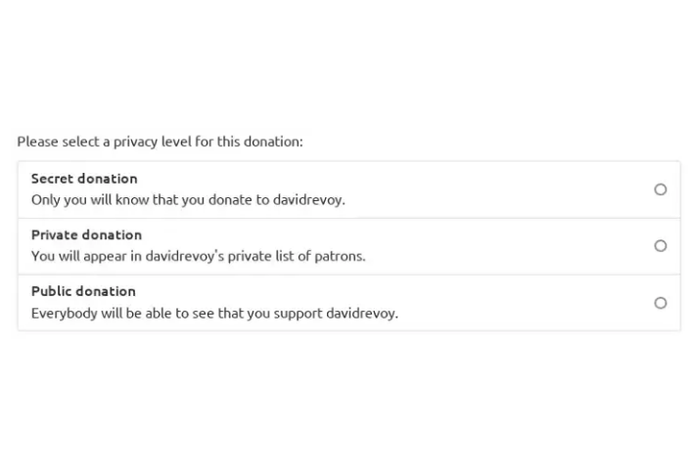 Please select a privacy level for this donation:
Secret donation
Only you will know that you donate to davidrevoy.
Private donation
You will appear in davidrevoy's private list of patrons.
Public donation
Everybody will be able to see that you support davidrevoy.